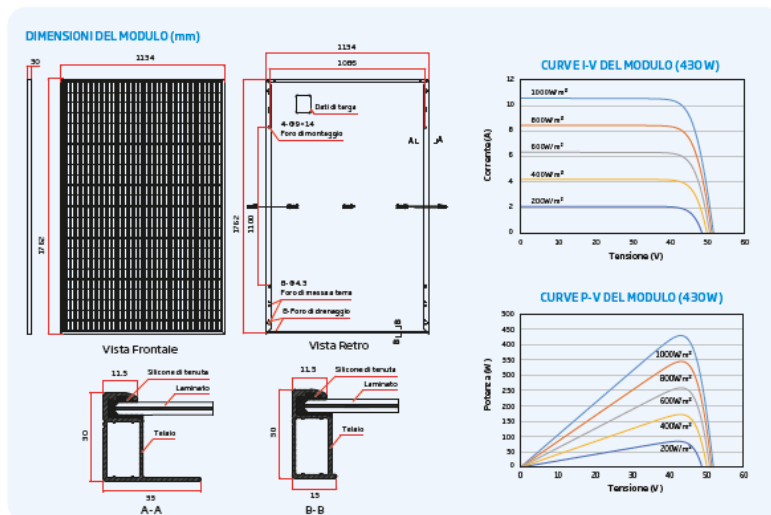 DIMENSIONI DEL MODULO (mm)
30
1134
1762
Vista Frontale
1134
1086
Dati di targa
4-Φ9×14
Foro di montaggio
A
A
1762
1100
8-Φ4.3
Foro di messa a terra
8-Foro di drenaggio
B
B
Vista Retro
11.5
Silicone di tenuta
Laminato
30
Telaio
35
A-A
11.5
Silicone di tenuta
Laminato
30
Telaio
15
B-B
CURVE I-V DEL MODULO (430 W)
Corrente (A)
12
10
8
6
4
2
0
1000W/m²
800W/m²
600W/m²
400W/m²
200W/m²
0 10 20 30 40 50 60
Tensione (V)
CURVE P-V DEL MODULO (430 W)
Potenza (W)
500
450
400
350
300
250
200
150
100
50
0
1000W/m²
800W/m²
600W/m²
400W/m²
200W/m²
0 10 20 30 40 50 60
Tensione (V)